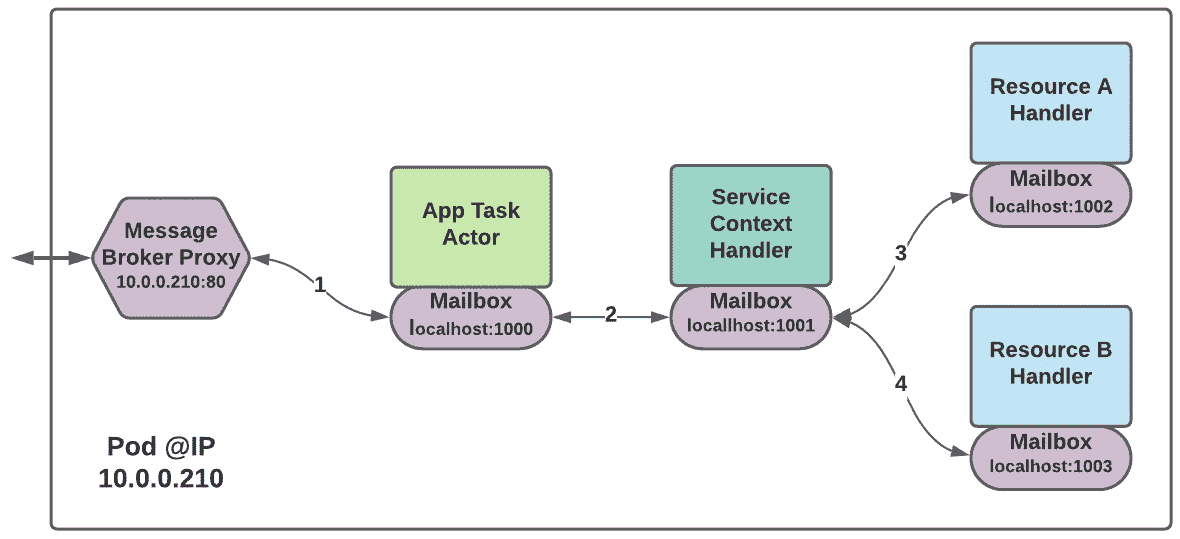 Message
Broker Proxy
10.0.0.210:80
1
App Task
Actor
Mailbox
localhost:1000
2
Service
Context
Handler
Mailbox
locallhost:1001
3
4
Resource A
Handler
Mailbox
localhost:1002
Resource B
Handler
Mailbox
localhost:1003
Pod @IP
10.0.0.210